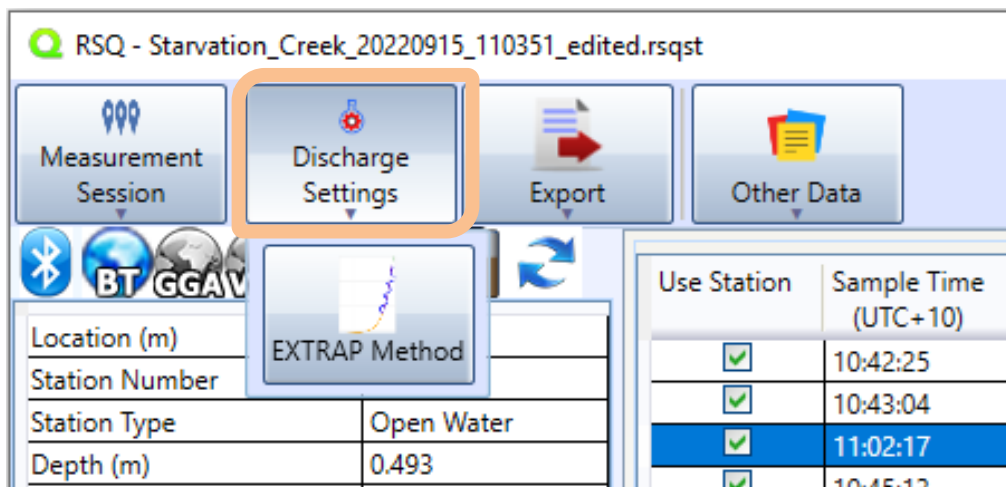 RSQ - Starvation_Creek_20220915_110351_edited.rsqst
Measurement
Session
Discharge
Settings
Export
Other Data
BT
GGA
EXTRAP Method
Location (m)
Station Number
Station Type
Open Water
Depth (m)
0.493
Use Station
Sample Time
(UTC+10)
10:42:25
10:43:04
11:02:17